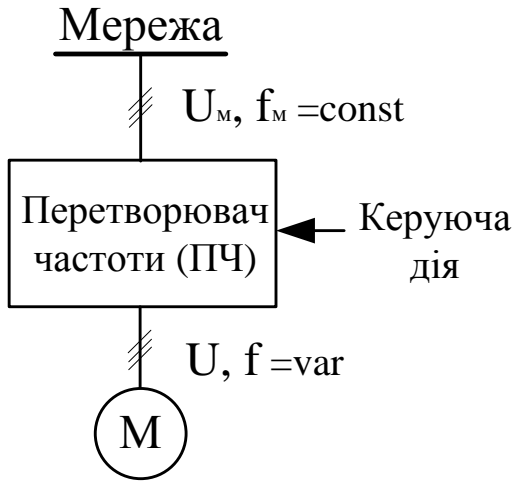 Мережа
Uм, fм =const
Перетворювач
частоти (ПЧ)
Керуюча
дія
U, f =var
М